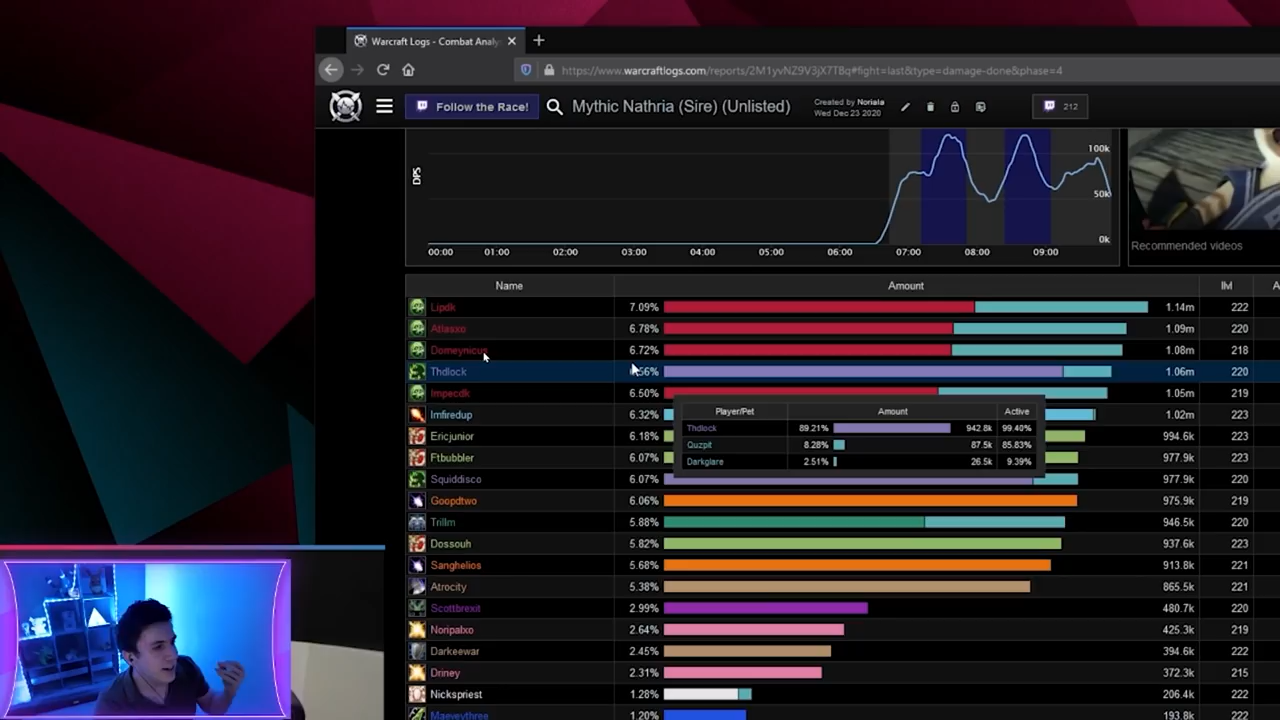 Warcraft Logs - Combat Analy
https://www.warcraftlogs.com/reports/2M1yvNZ9V3jX7TBq#fight=last&type=damage-done&phase=4
Follow the Race!
Mythic Nathria (Sire) (Unlisted)
Created by Noriala
Wed Dec 23 2020
212
DPS
100k
50k
0k
00:00 01:00 02:00 03:00 04:00 05:00 06:00 07:00 08:00 09:00
Recommended videos
Name Amount Ilvl A
Lipdk 7.09% 1.14m 222
Atlasxo 6.78% 1.09m 220
Domeynicus 6.72% 1.08m 218
Thdlock 56% 1.06m 220
Impecdk 6.50% 1.05m 219
Imfiredup 6.32% 1.02m 223
Ericjunior 6.18% 994.6k 223
Ftbubbler 6.07% 977.9k 223
Squiddisco 6.07% 977.9k 222
Goopdtwo 6.06% 975.9k 219
Trillm 5.88% 946.5k 220
Dossouh 5.82% 937.6k 223
Sanghelios 5.68% 913.8k 221
Atrocity 5.38% 865.5k 221
Scottbrexit 2.99% 480.7k 220
Noripalxo 2.64% 425.3k 219
Darkeewar 2.45% 394.6k 222
Driney 2.31% 372.3k 215
Nickspriest 1.28% 206.4k 222
Maeveythree 1.20% 193.8k 222
Player/Pet Amount Active
Thdlock 89.21% 942.8k 99.40%
Quzpit 8.28% 87.5k 85.83%
Darkglare 2.51% 26.5k 9.39%